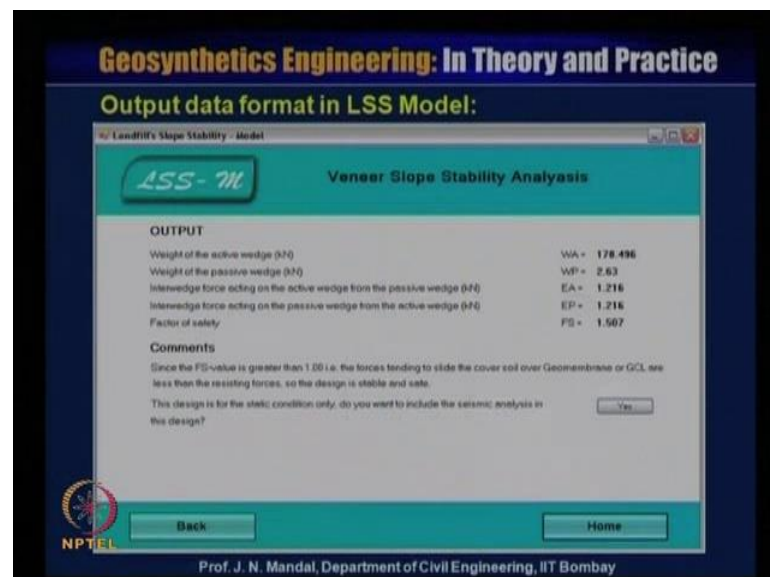 Geosynthetics Engineering: In Theory and Practice
Output data format in LSS Model:
Landfill's Slope Stability - Model
LSS-M
Veneer Slope Stability Analyasis
OUTPUT
Weight of the active wedge (kN) WA = 178.496
Weight of the passive wedge (kN) WP = 2.63
Interwedge force acting on the active wedge from the passive wedge (kN) EA = 1.216
Interwedge force acting on the passive wedge from the active wedge (kN) EP = 1.216
Factor of safety FS = 1.507
Comments
Since the FS-value is greater than 1.00 i.e. the forces tending to slide the cover soil over Geomembrane or GCL are
less than the resisting forces, so the design is stable and safe.
This design is for the static condition only, do you want to include the seismic analysis in Yes
this design?
Back
Home
NPTEL
Prof. J. N. Mandal, Department of Civil Engineering, IIT Bombay